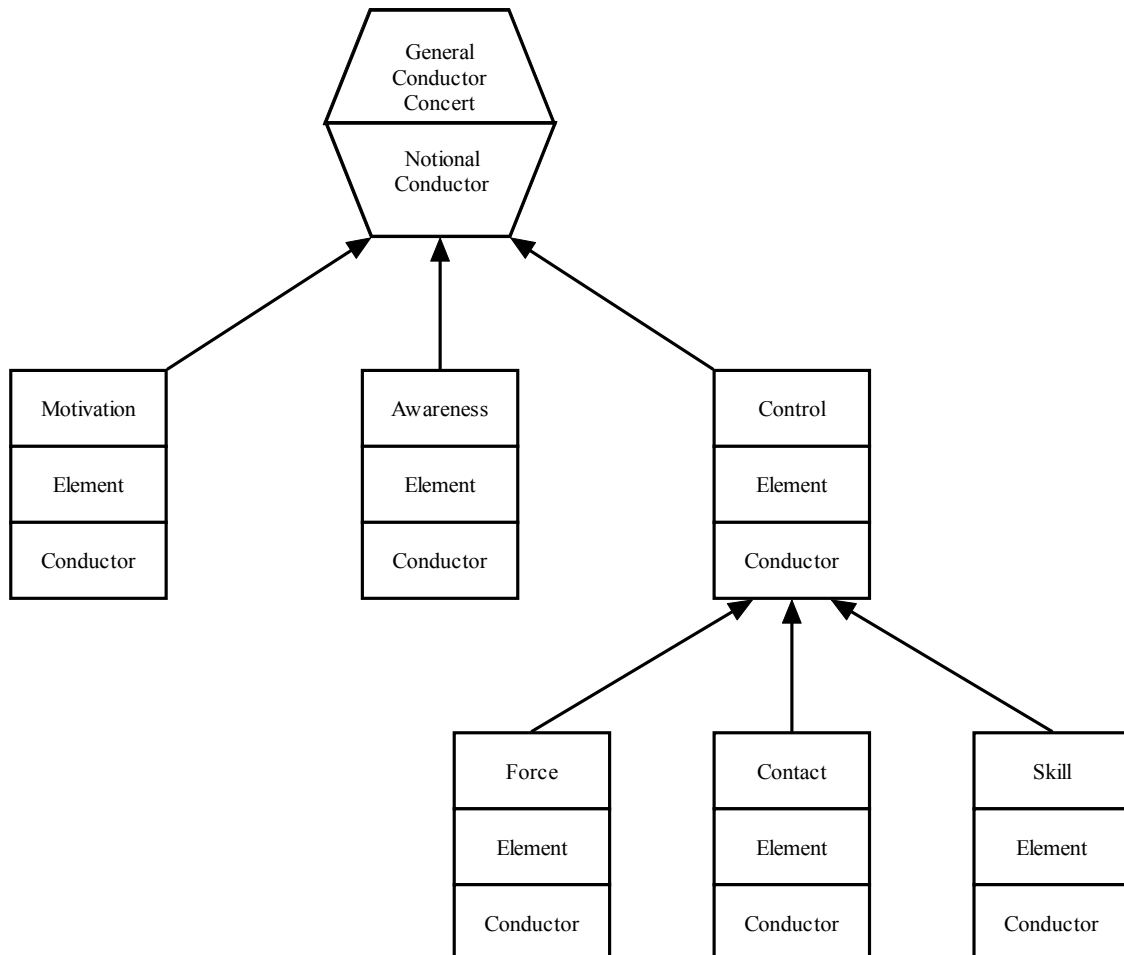 General
Conductor
Concert
Notional
Conductor
Motivation
Element
Conductor
Awareness
Element
Conductor
Control
Element
Conductor
Force
Element
Conductor
Contact
Element
Conductor
Skill
Element
Conductor